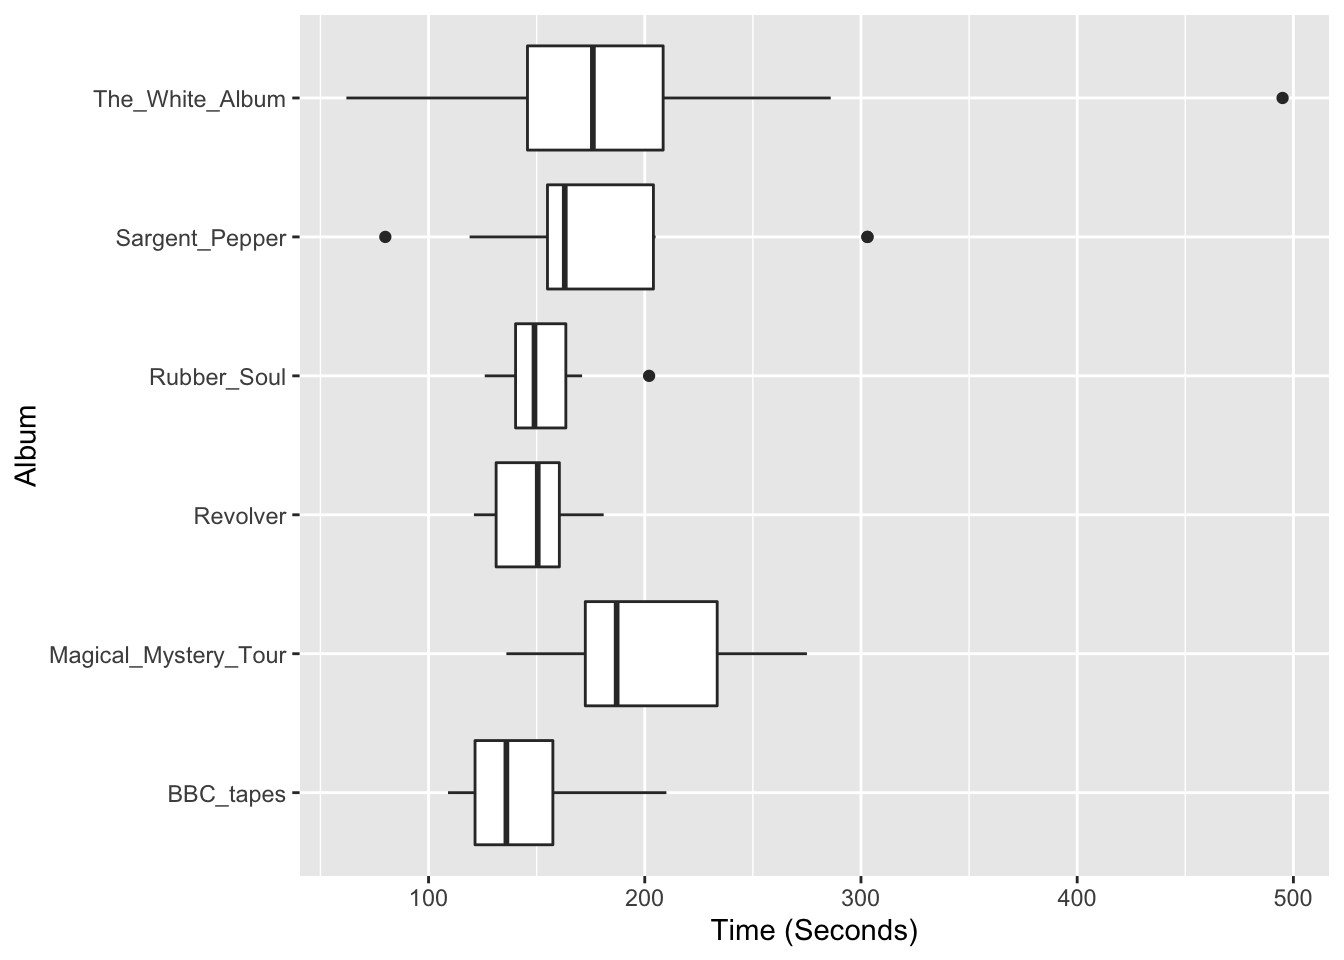 The_White_Album
Sargent_Pepper
Rubber_Soul
Revolver
Magical_Mystery_Tour
BBC_tapes
Album
100 200 300 400 500
Time (Seconds)